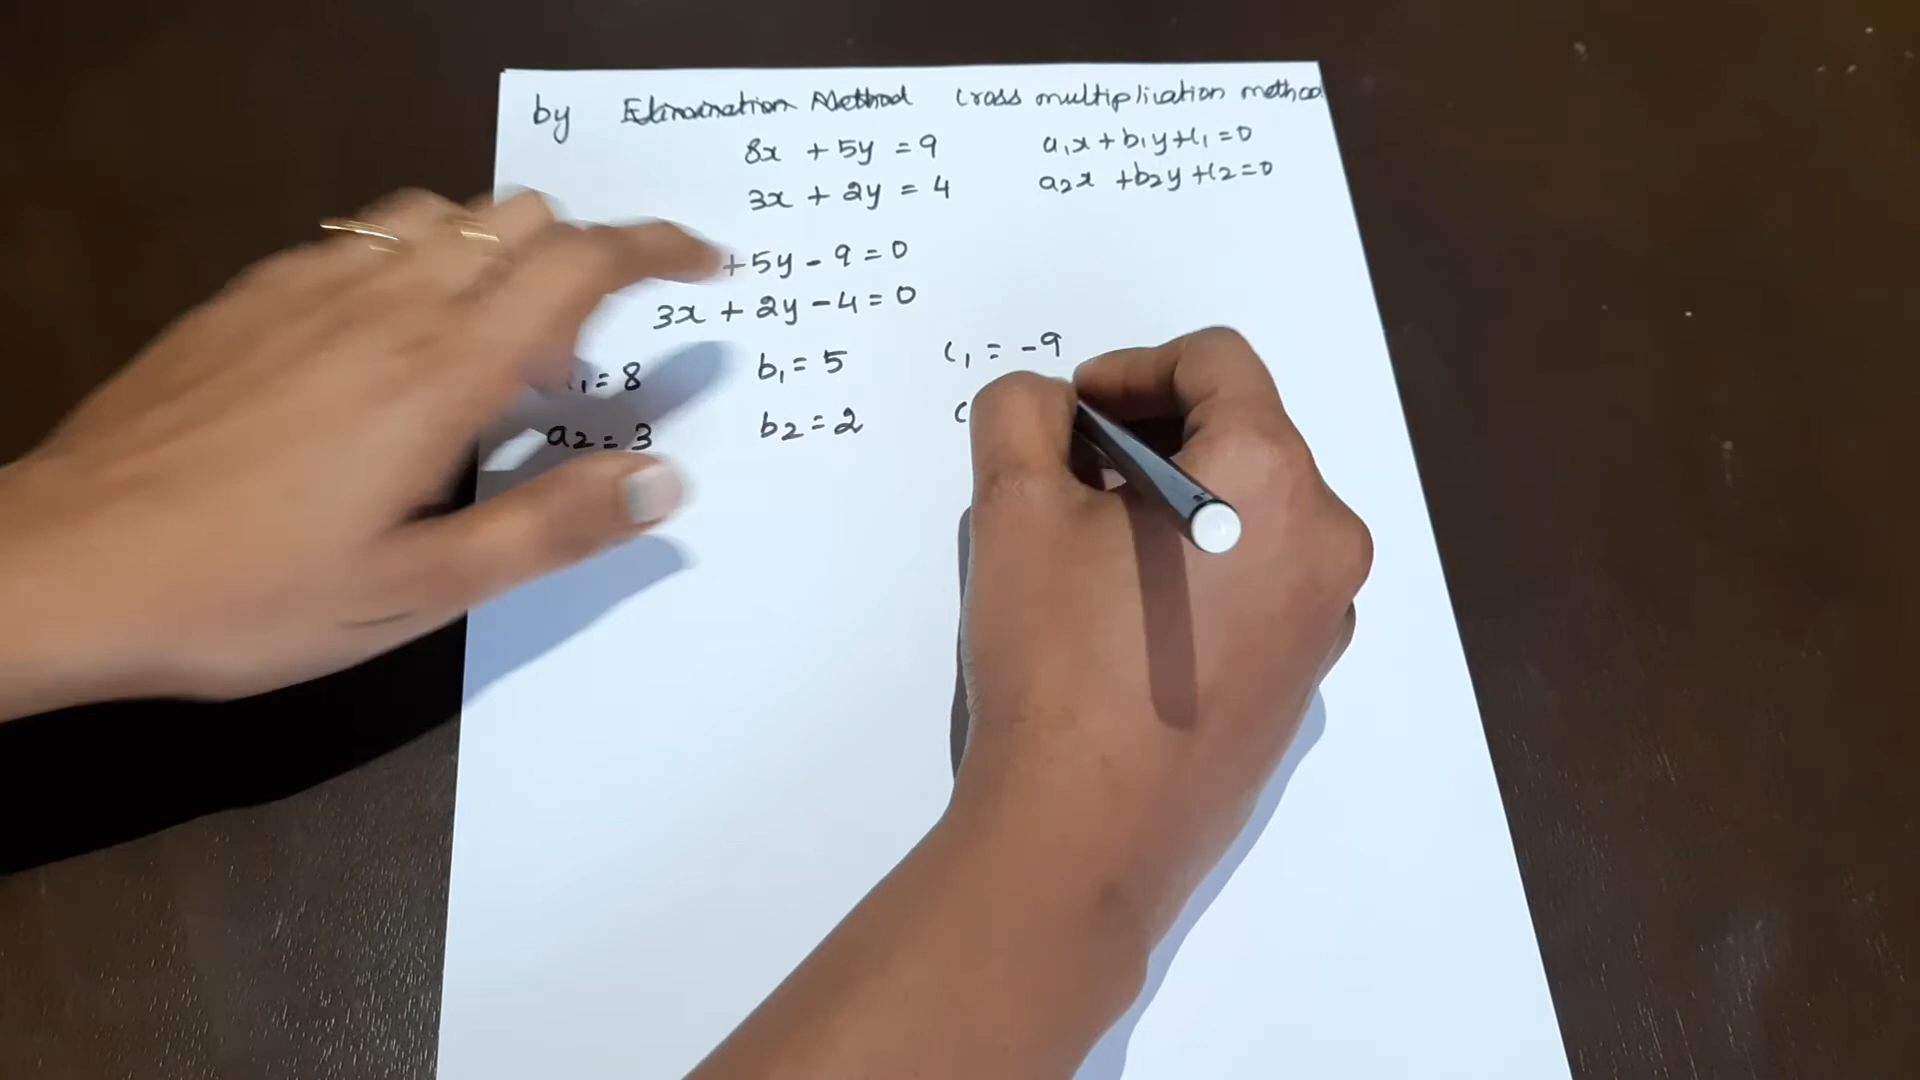 by Elimination Method Cross multiplication method
8x + 5y = 9 a₁x + b₁y + c₁ = 0
3x + 2y = 4 a₂x + b₂y + c₂ = 0
+ 5y - 9 = 0
3x + 2y - 4 = 0
₁ = 8 b₁ = 5 c₁ = -9
a₂ = 3 b₂ = 2 c